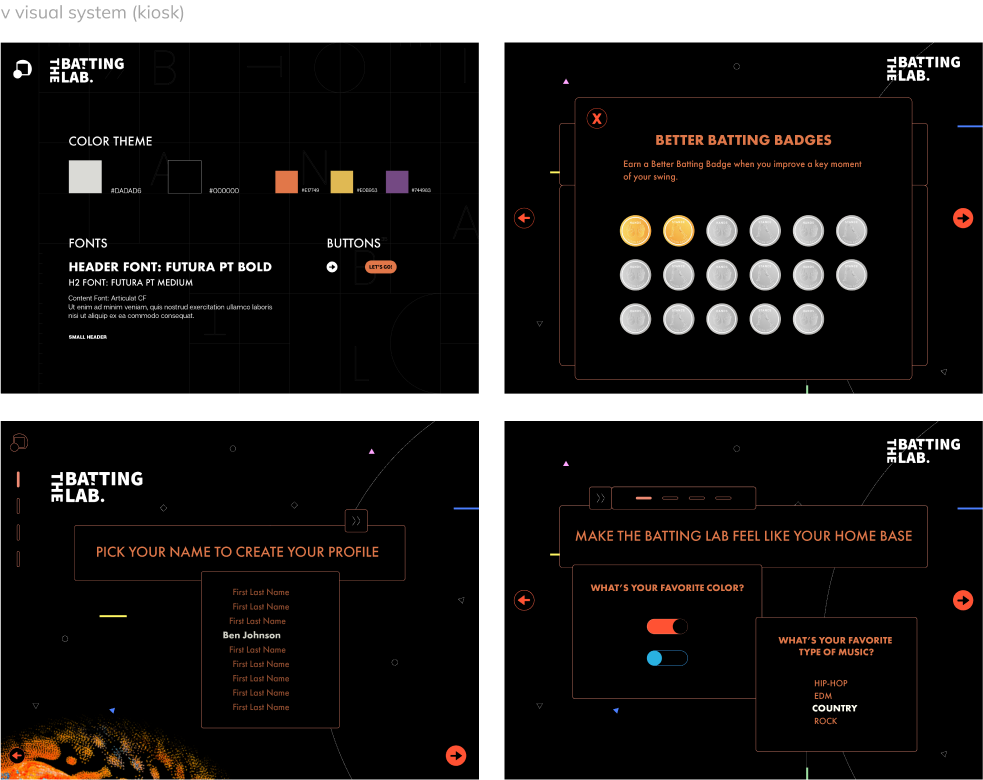 v visual system (kiosk)
THE BATTING LAB.
COLOR THEME
#DADAD6
#000000
#E17749
#E0B953
#744983
FONTS
HEADER FONT: FUTURA PT BOLD
H2 FONT: FUTURA PT MEDIUM
Content Font: Articulat CF
Ut enim ad minim veniam, quis nostrud exercitation ullamco laboris
nisi ut aliquip ex ea commodo consequat.
SMALL HEADER
BUTTONS
LET'S GO!
THE BATTING LAB.
X
BETTER BATTING BADGES
Earn a Better Batting Badge when you improve a key moment
of your swing.
THE BATTING LAB.
PICK YOUR NAME TO CREATE YOUR PROFILE
First Last Name
First Last Name
First Last Name
Ben Johnson
First Last Name
First Last Name
First Last Name
First Last Name
First Last Name
THE BATTING LAB.
MAKE THE BATTING LAB FEEL LIKE YOUR HOME BASE
WHAT'S YOUR FAVORITE COLOR?
WHAT'S YOUR FAVORITE
TYPE OF MUSIC?
HIP-HOP
EDM
COUNTRY
ROCK